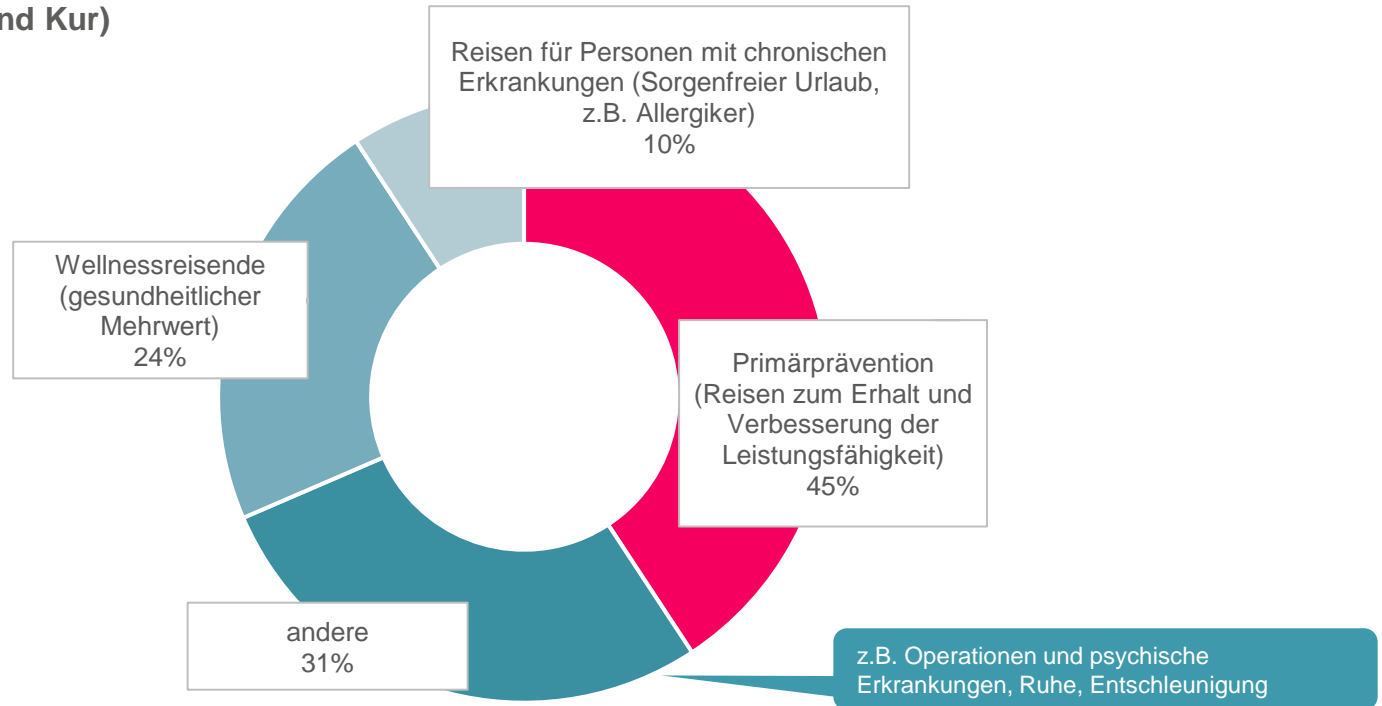 nd Kur)
Reisen für Personen mit chronischen
Erkrankungen (Sorgenfreier Urlaub,
z.B. Allergiker)
10%
Wellnessreisende
(gesundheitlicher
Mehrwert)
24%
Primärprävention
(Reisen zum Erhalt und
Verbesserung der
Leistungsfähigkeit)
45%
andere
31%
z.B. Operationen und psychische
Erkrankungen, Ruhe, Entschleunigung